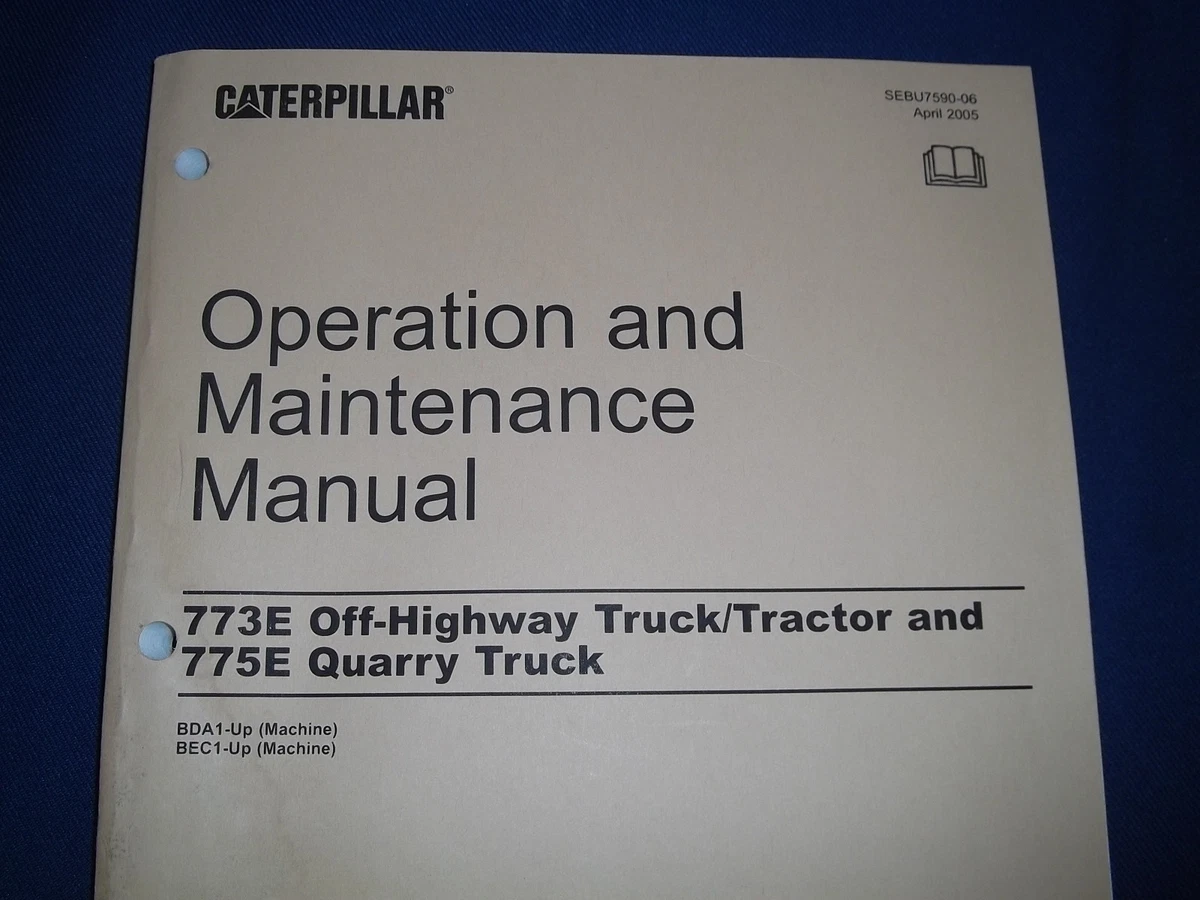 CATERPILLAR®
SEBU7590-06
April 2005
Operation and
Maintenance
Manual
773E Off-Highway Truck/Tractor and
775E Quarry Truck
BDA1-Up (Machine)
BEC1-Up (Machine)